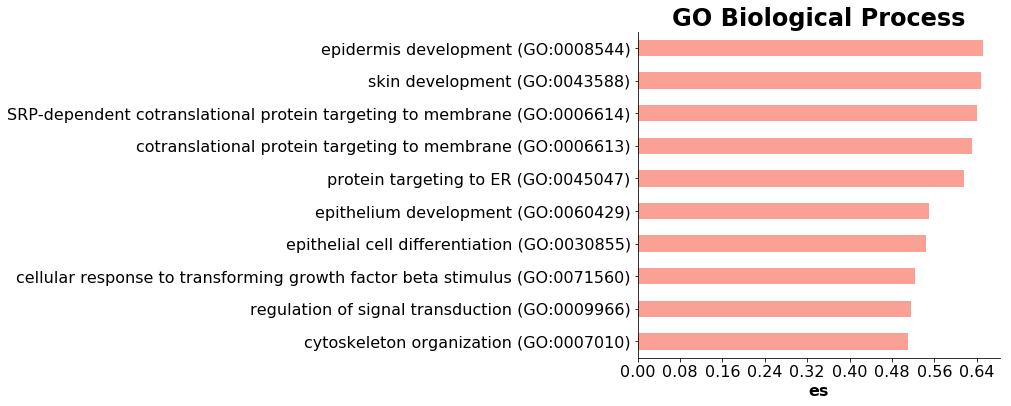 GO Biological Process
epidermis development (GO:0008544)
skin development (GO:0043588)
SRP-dependent cotranslational protein targeting to membrane (GO:0006614)
cotranslational protein targeting to membrane (GO:0006613)
protein targeting to ER (GO:0045047)
epithelium development (GO:0060429)
epithelial cell differentiation (GO:0030855)
cellular response to transforming growth factor beta stimulus (GO:0071560)
regulation of signal transduction (GO:0009966)
cytoskeleton organization (GO:0007010)
0.00 0.08 0.16 0.24 0.32 0.40 0.48 0.56 0.64
es